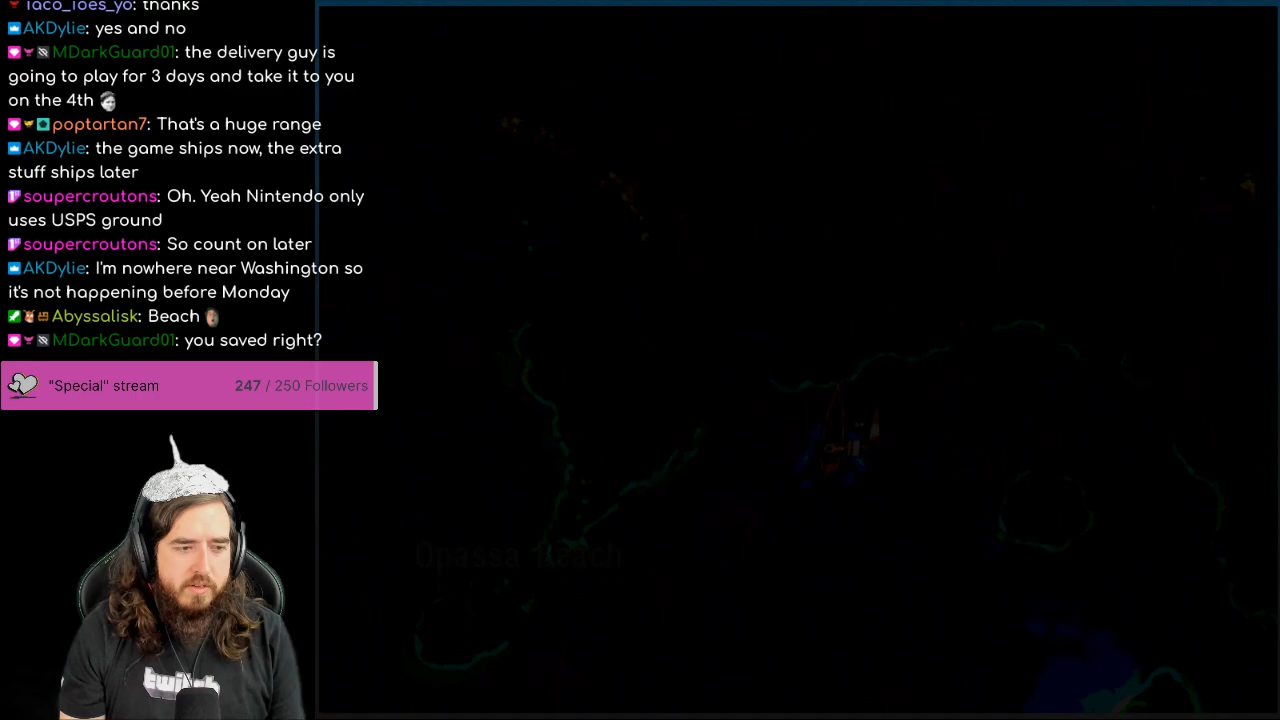 Taco_Toes_yo: thanks
AKDylie: yes and no
MDarkGuard01: the delivery guy is
going to play for 3 days and take it to you
on the 4th
poptartan7: That's a huge range
AKDylie: the game ships now, the extra
stuff ships later
soupercroutons: Oh. Yeah Nintendo only
uses USPS ground
soupercroutons: So count on later
AKDylie: I'm nowhere near Washington so
it's not happening before Monday
Abyssalisk: Beach
MDarkGuard01: you saved right?
"Special" stream 247 / 250 Followers
Opassa Beach
twitch